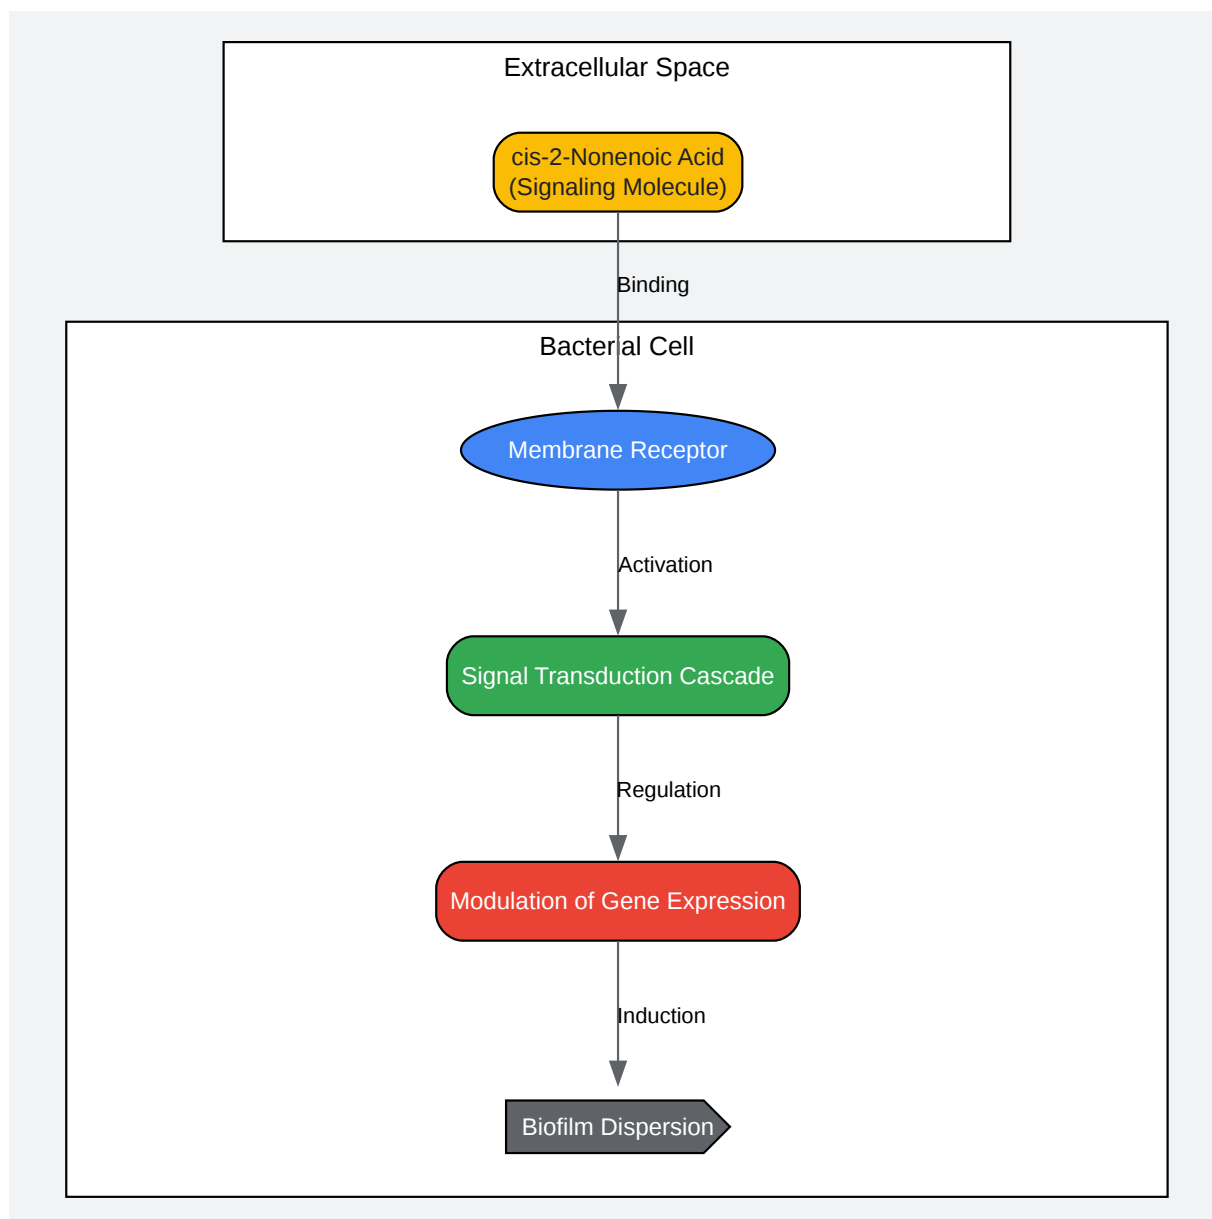 Extracellular Space
cis-2-Nonenoic Acid
(Signaling Molecule)
Binding
Bacterial Cell
Membrane Receptor
Activation
Signal Transduction Cascade
Regulation
Modulation of Gene Expression
Induction
Biofilm Dispersion